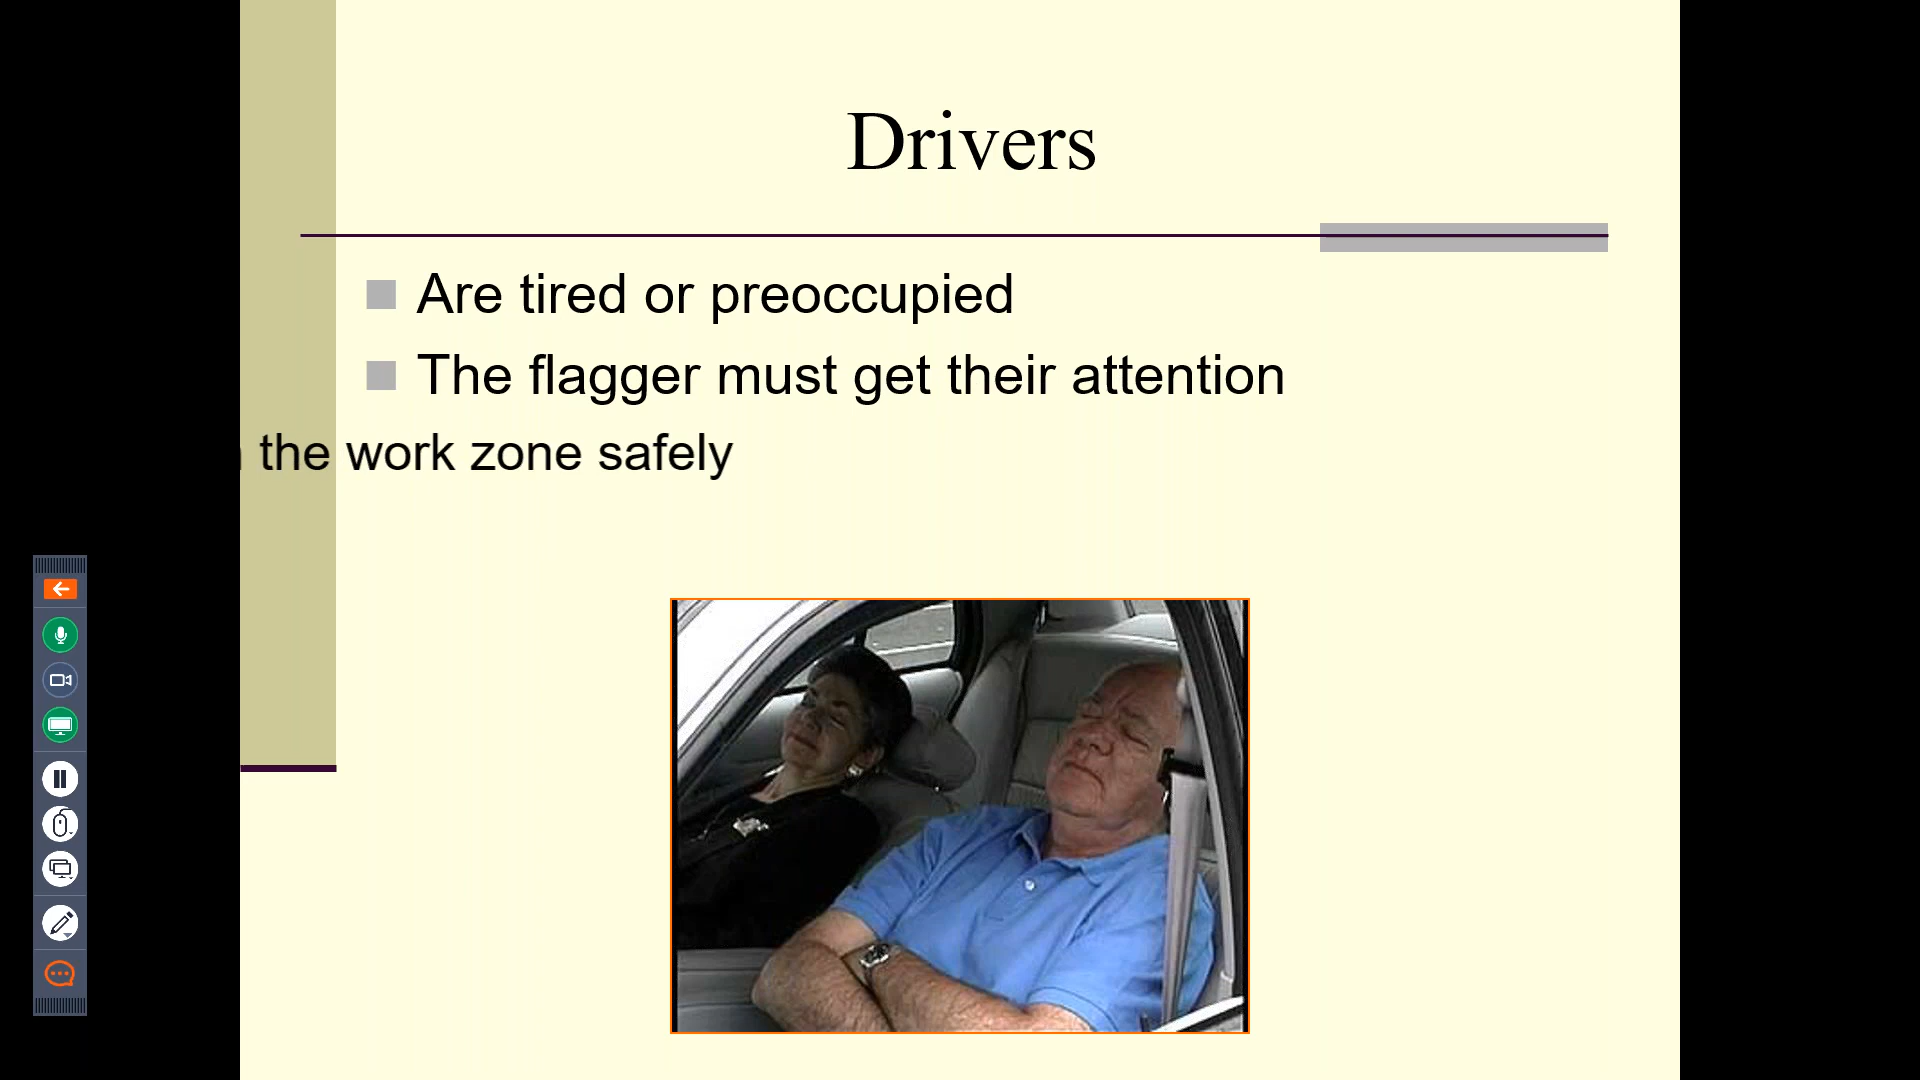 Drivers
Are tired or preoccupied
The flagger must get their attention
the work zone safely